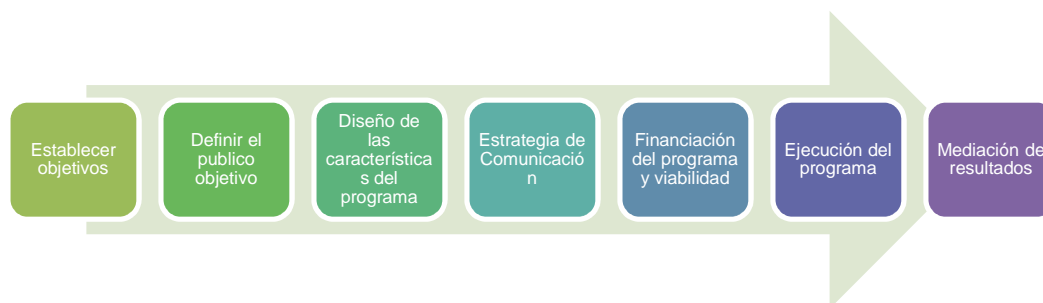 Establecer
objetivos
Definir el
publico
objetivo
Diseño de
las
característica
s del
programa
Estrategia de
Comunicació
n
Financiación
del programa
y viabilidad
Ejecución del
programa
Mediación de
resultados